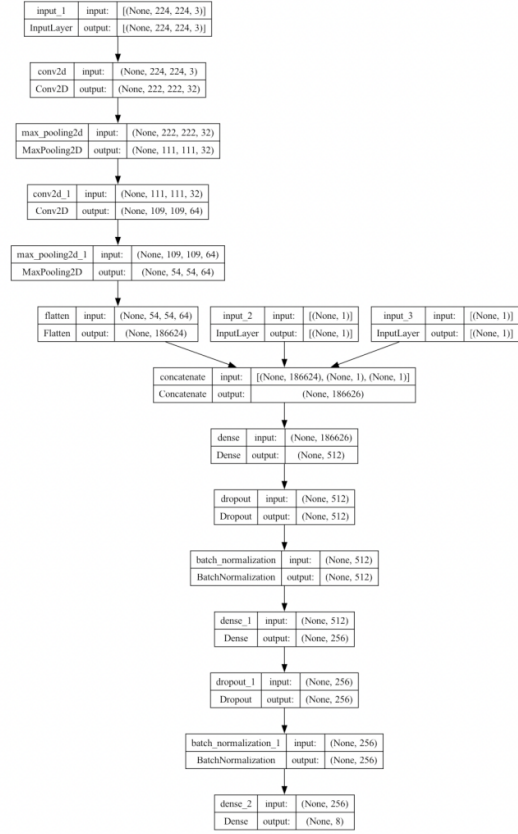 input_1 input: [(None, 224, 224, 3)]
InputLayer output: [(None, 224, 224, 3)]
conv2d input: (None, 224, 224, 3)
Conv2D output: (None, 222, 222, 32)
max_pooling2d input: (None, 222, 222, 32)
MaxPooling2D output: (None, 111, 111, 32)
conv2d_1 input: (None, 111, 111, 32)
Conv2D output: (None, 109, 109, 64)
max_pooling2d_1 input: (None, 109, 109, 64)
MaxPooling2D output: (None, 54, 54, 64)
flatten input: (None, 54, 54, 64)
Flatten output: (None, 186624)
input_2 input: [(None, 1)]
InputLayer output: [(None, 1)]
input_3 input: [(None, 1)]
InputLayer output: [(None, 1)]
concatenate input: [(None, 186624), (None, 1), (None, 1)]
Concatenate output: (None, 186626)
dense input: (None, 186626)
Dense output: (None, 512)
dropout input: (None, 512)
Dropout output: (None, 512)
batch_normalization input: (None, 512)
BatchNormalization output: (None, 512)
dense_1 input: (None, 512)
Dense output: (None, 256)
dropout_1 input: (None, 256)
Dropout output: (None, 256)
batch_normalization_1 input: (None, 256)
BatchNormalization output: (None, 256)
dense_2 input: (None, 256)
Dense output: (None, 8)